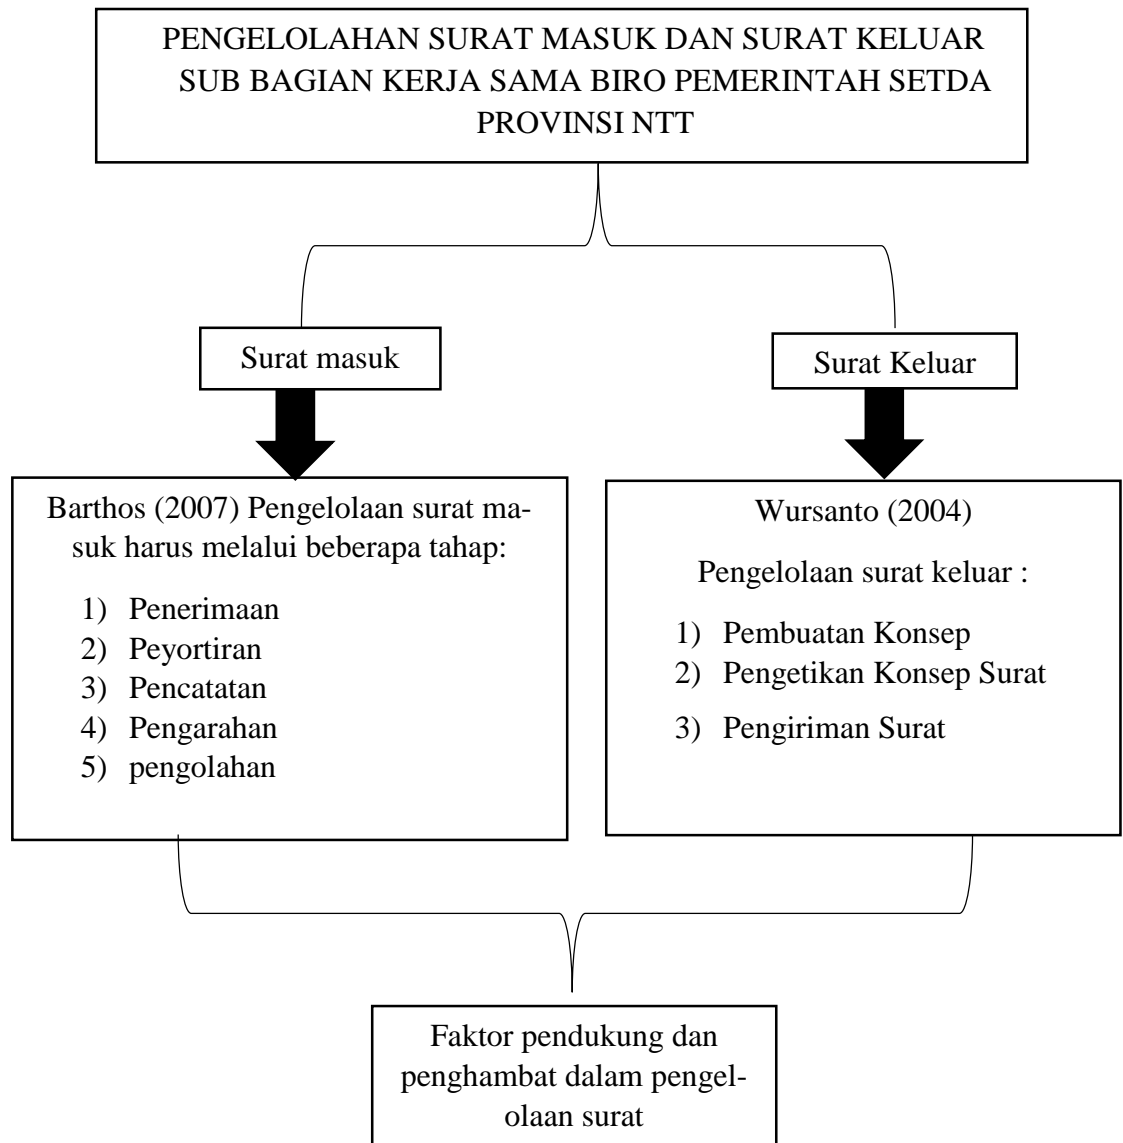 PENGELOLAHAN SURAT MASUK DAN SURAT KELUAR
SUB BAGIAN KERJA SAMA BIRO PEMERINTAH SETDA
PROVINSI NTT
Surat masuk
Surat Keluar
Barthos (2007) Pengelolaan surat ma-
suk harus melalui beberapa tahap:
1) Penerimaan
2) Peyortiran
3) Pencatatan
4) Pengarahan
5) pengolahan
Wursanto (2004)
Pengelolaan surat keluar :
1) Pembuatan Konsep
2) Pengetikan Konsep Surat
3) Pengiriman Surat
Faktor pendukung dan
penghambat dalam pengel-
olaan surat